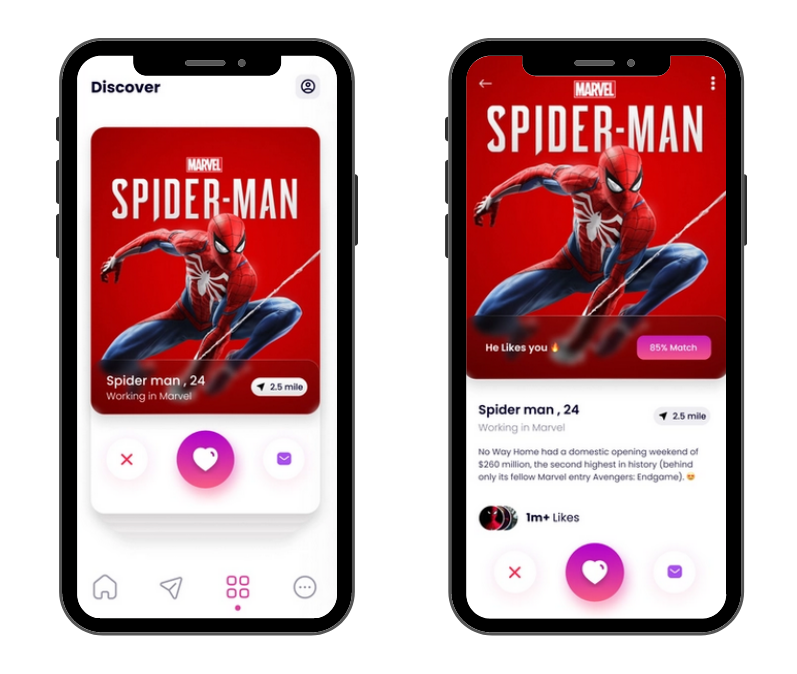 Discover
MARVEL
SPIDER-MAN
Spider man , 24
Working in Marvel
2.5 mile
MARVEL
SPIDER-MAN
He Likes you 🔥
85% Match
Spider man , 24
Working in Marvel
2.5 mile
No Way Home had a domestic opening weekend of
$260 million, the second highest in history (behind
only its fellow Marvel entry Avengers: Endgame). 😍
1m+ Likes